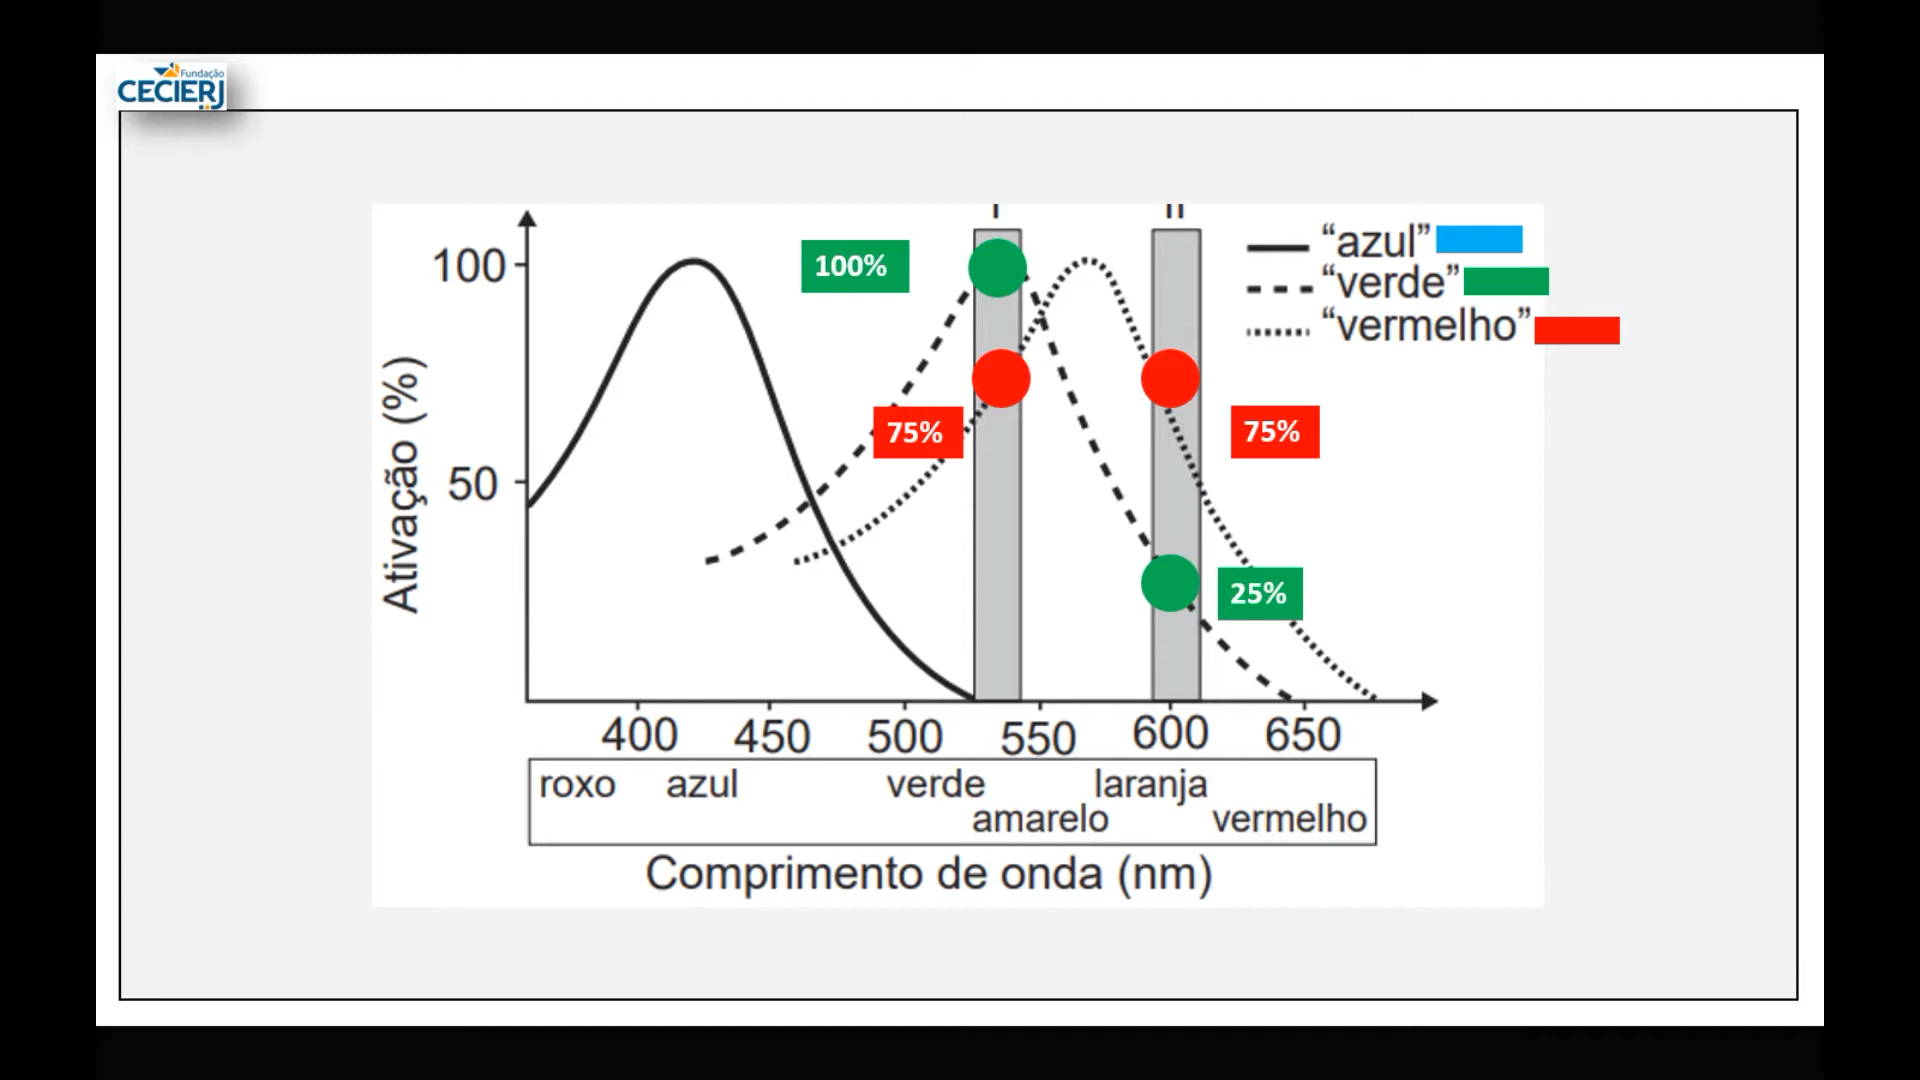 Fundação
CECIERJ
I
II
100
50
Ativação (%)
100%
75%
75%
25%
“azul”
“verde”
“vermelho”
400 450 500 550 600 650
roxo azul verde laranja
amarelo vermelho
Comprimento de onda (nm)